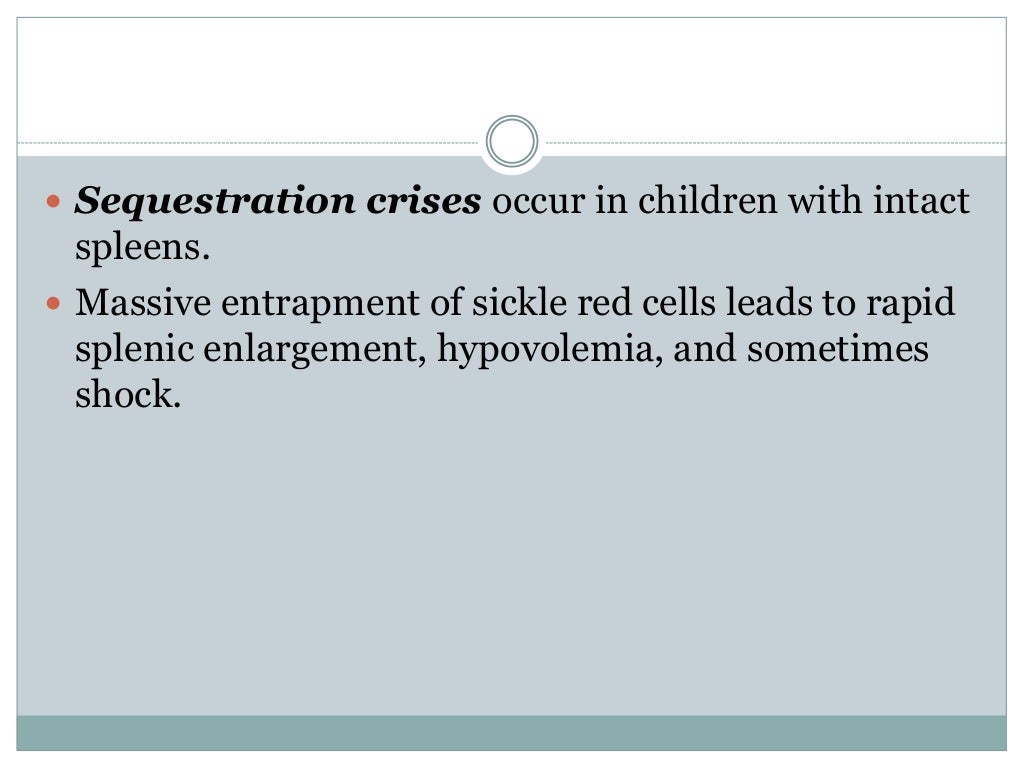 • Sequestration crises occur in children with intact
spleens.
• Massive entrapment of sickle red cells leads to rapid
splenic enlargement, hypovolemia, and sometimes
shock.